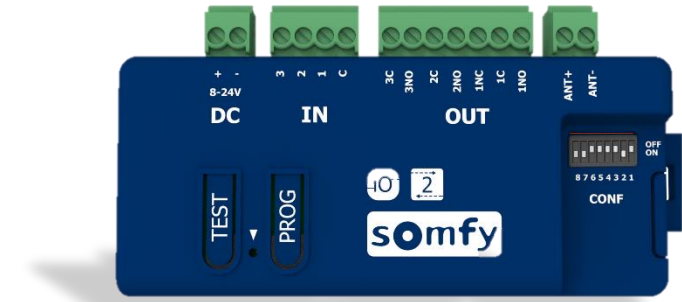 + -
8-24V
DC
3 2 1 C
IN
3C 3NO 2C 2NO 1NC 1C 1NO
OUT
ANT+ ANT-
OFF
ON
8 7 6 5 4 3 2 1
CONF
TEST
PROG
iO 2
somfy